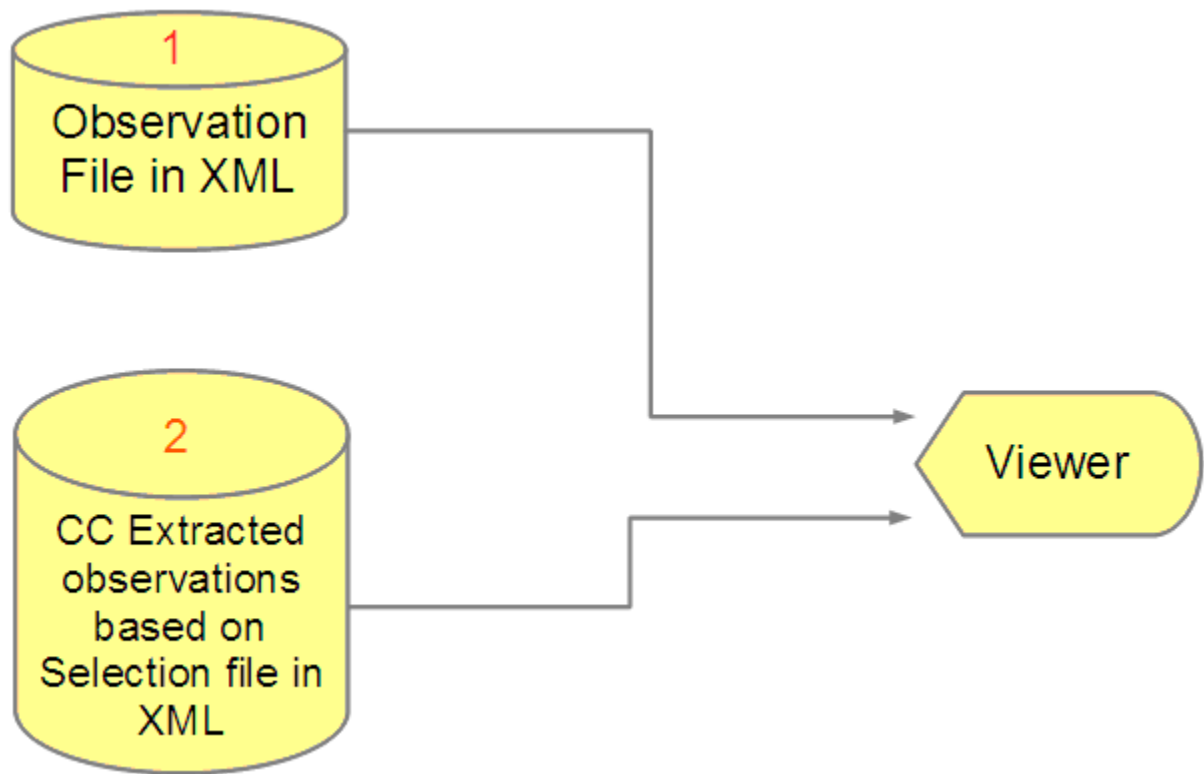 1
Observation
File in XML
2
CC Extracted
observations
based on
Selection file in
XML
Viewer